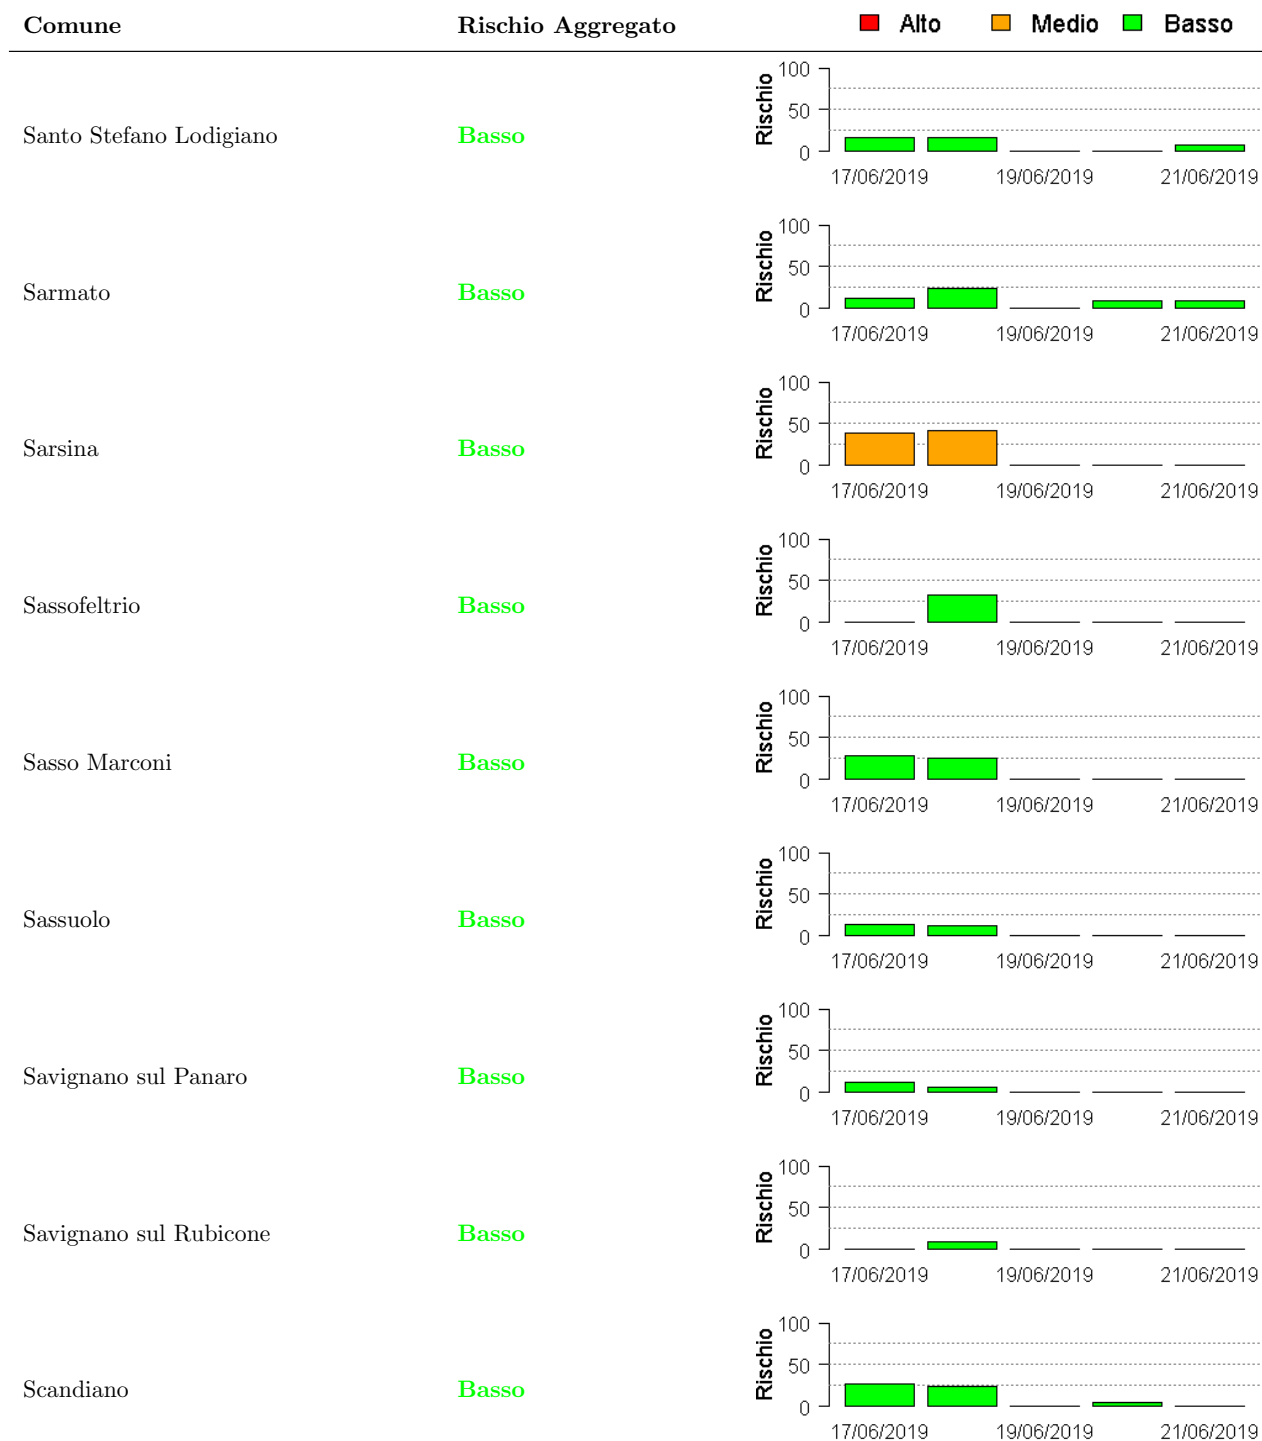 Comune Rischio Aggregato Alto Medio Basso
Santo Stefano Lodigiano Basso
Rischio
100
50
0
17/06/2019 19/06/2019 21/06/2019
Sarmato Basso
Rischio
100
50
0
17/06/2019 19/06/2019 21/06/2019
Sarsina Basso
Rischio
100
50
0
17/06/2019 19/06/2019 21/06/2019
Sassofeltrio Basso
Rischio
100
50
0
17/06/2019 19/06/2019 21/06/2019
Sasso Marconi Basso
Rischio
100
50
0
17/06/2019 19/06/2019 21/06/2019
Sassuolo Basso
Rischio
100
50
0
17/06/2019 19/06/2019 21/06/2019
Savignano sul Panaro Basso
Rischio
100
50
0
17/06/2019 19/06/2019 21/06/2019
Savignano sul Rubicone Basso
Rischio
100
50
0
17/06/2019 19/06/2019 21/06/2019
Scandiano Basso
Rischio
100
50
0
17/06/2019 19/06/2019 21/06/2019